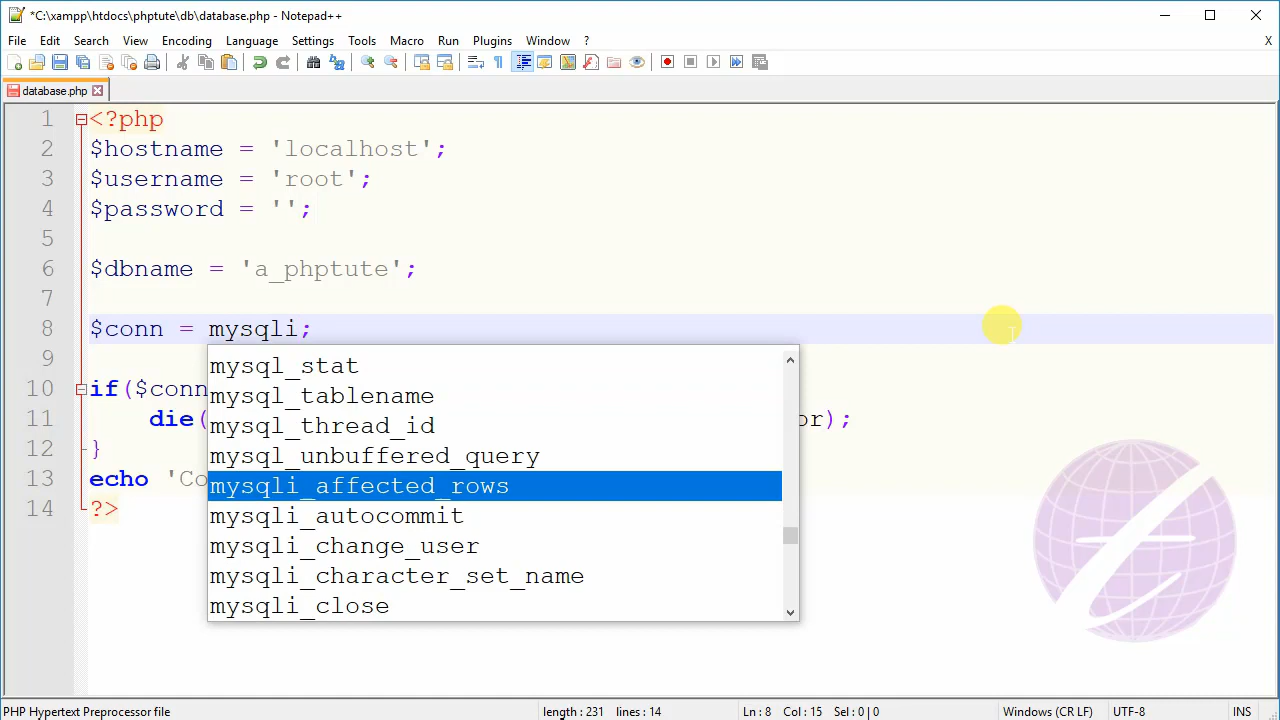 *C:\xampp\htdocs\phptute\db\database.php - Notepad++
File Edit Search View Encoding Language Settings Tools Macro Run Plugins Window ? X
database.php
1 <?php
2 $hostname = 'localhost';
3 $username = 'root';
4 $password = '';
5
6 $dbname = 'a_phptute';
7
8 $conn = mysqli;
9
mysql_stat
10 if($conn
mysql_tablename
11 die( or);
mysql_thread_id
12 }
mysql_unbuffered_query
13 echo 'Co
mysqli_affected_rows
14 ?>
mysqli_autocommit
mysqli_change_user
mysqli_character_set_name
mysqli_close
PHP Hypertext Preprocessor file length : 231 lines : 14 Ln : 8 Col : 15 Sel : 0 | 0 Windows (CR LF) UTF-8 INS